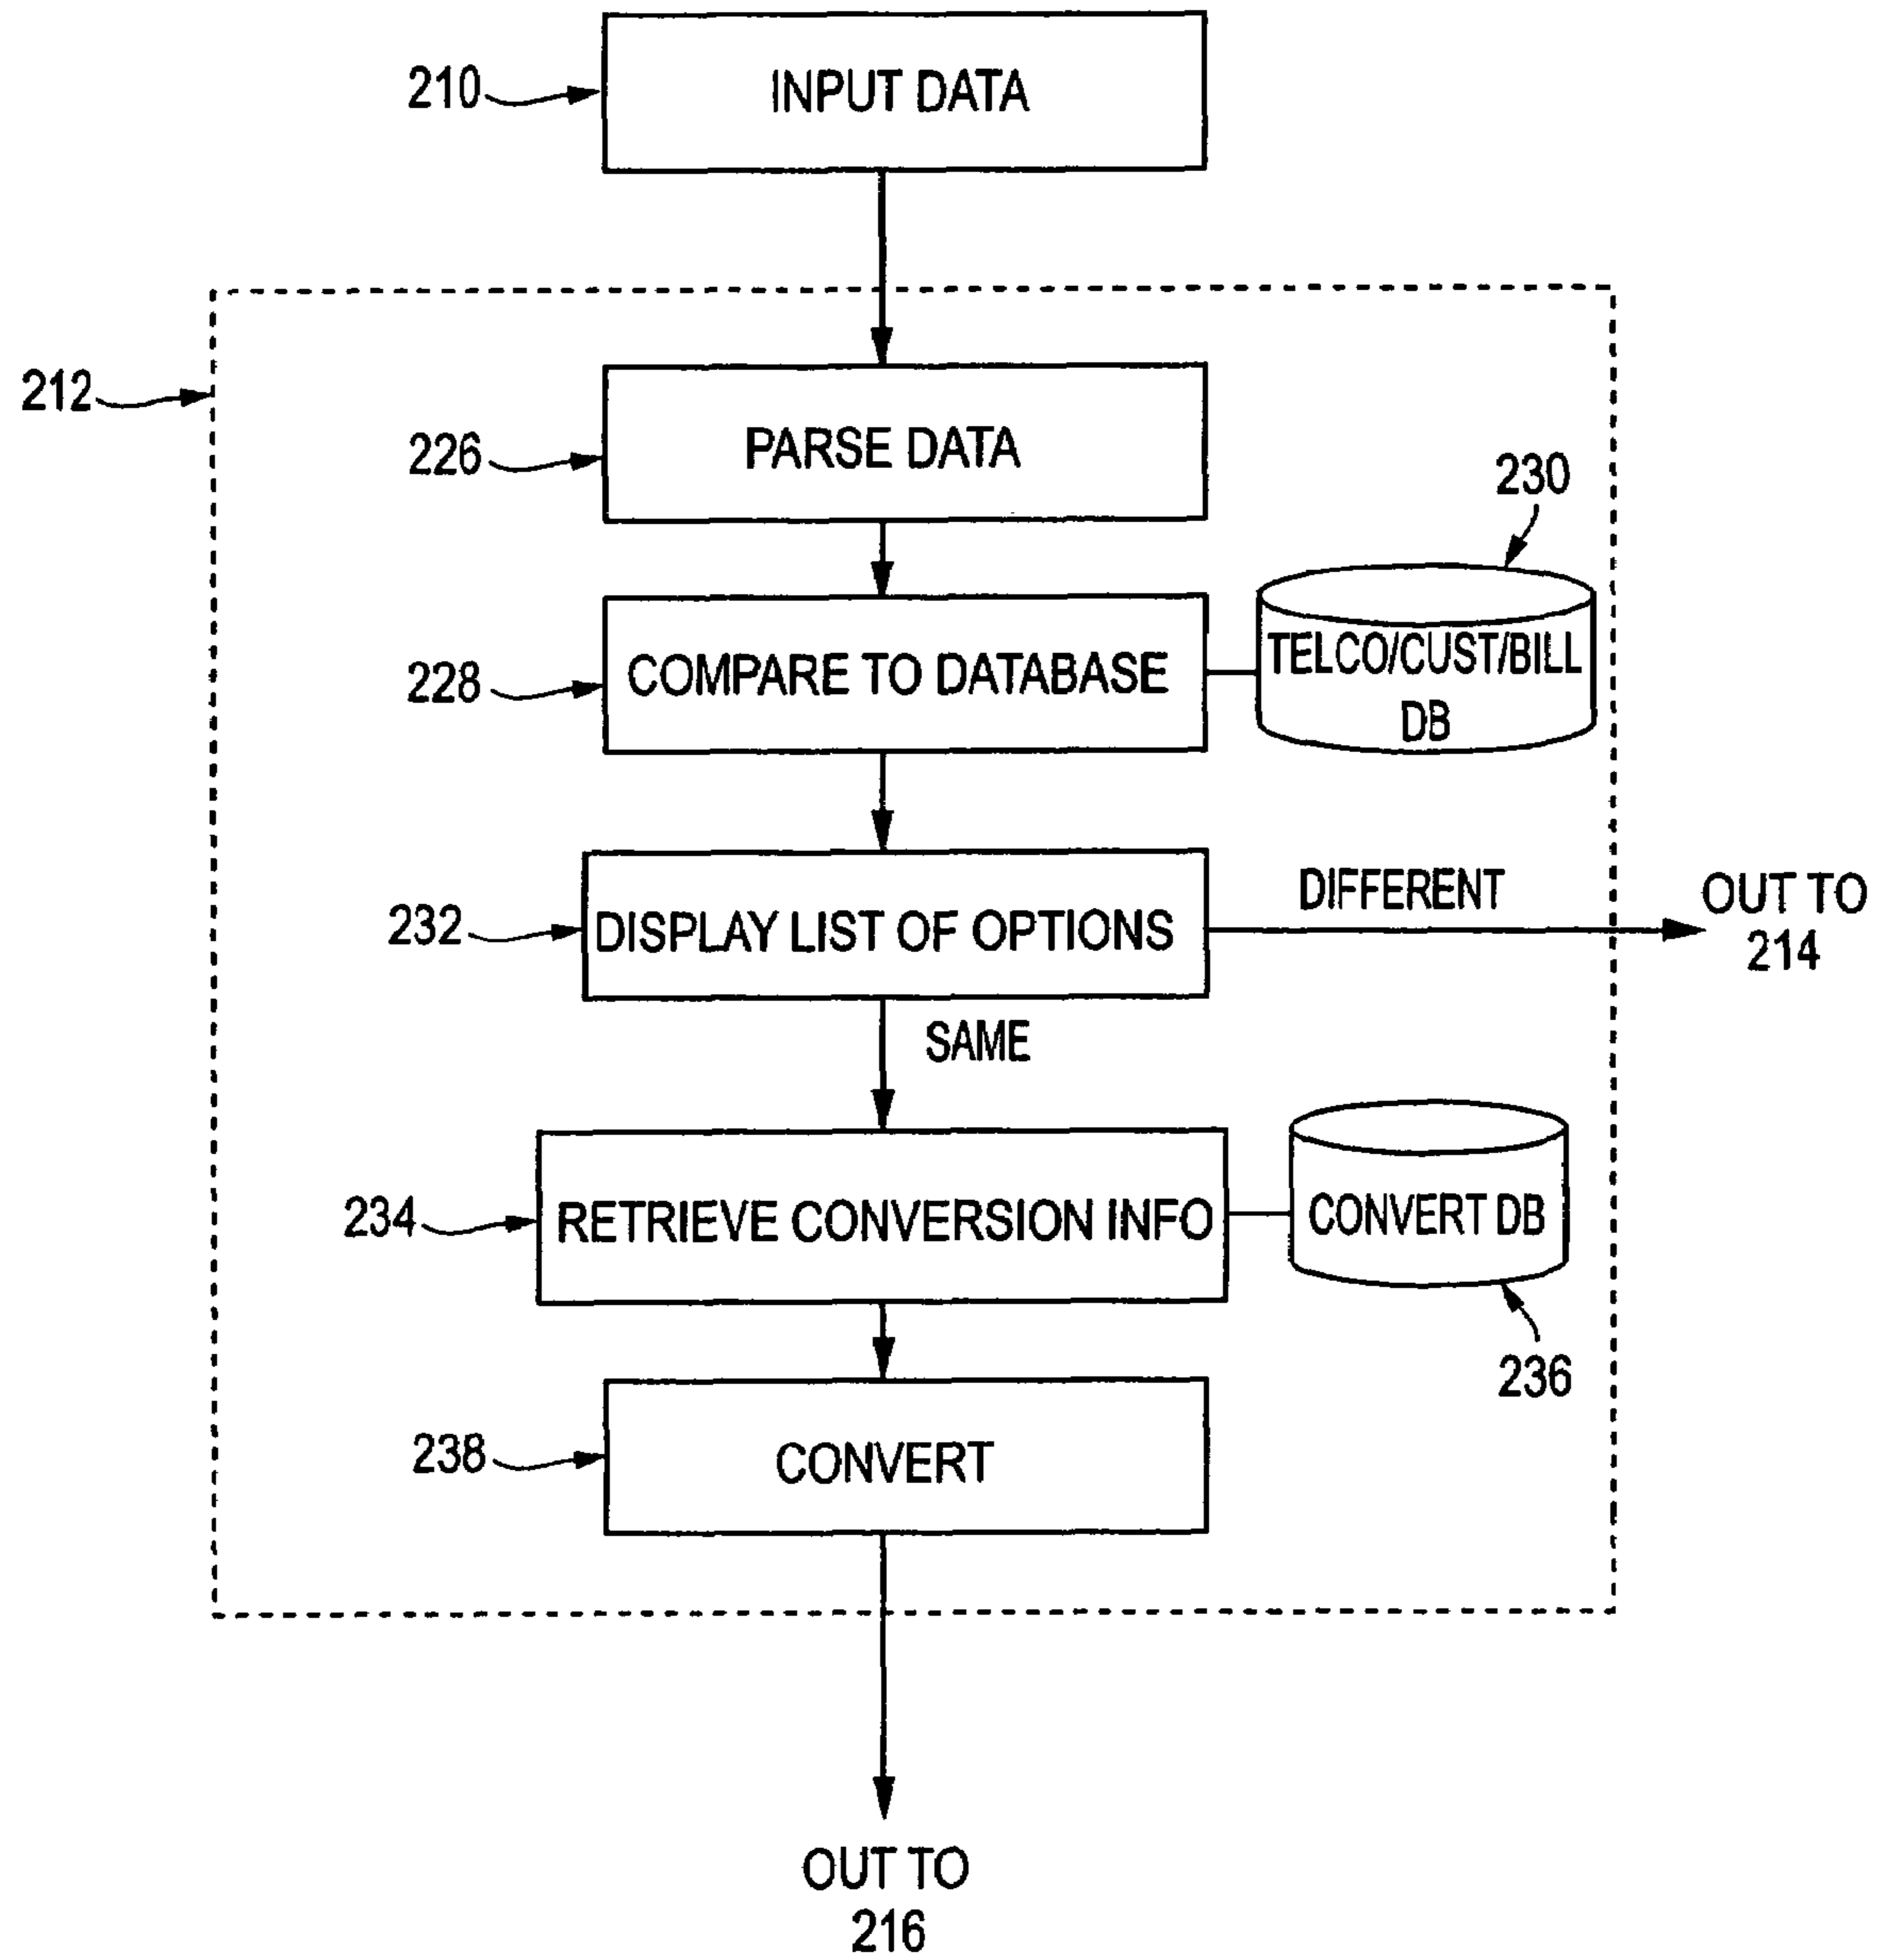 210
INPUT DATA
212
226
PARSE DATA
230
228
COMPARE TO DATABASE
TELCO/CUST/BILL
DB
232
DISPLAY LIST OF OPTIONS
DIFFERENT
OUT TO
214
SAME
234
RETRIEVE CONVERSION INFO
CONVERT DB
236
238
CONVERT
OUT TO
216